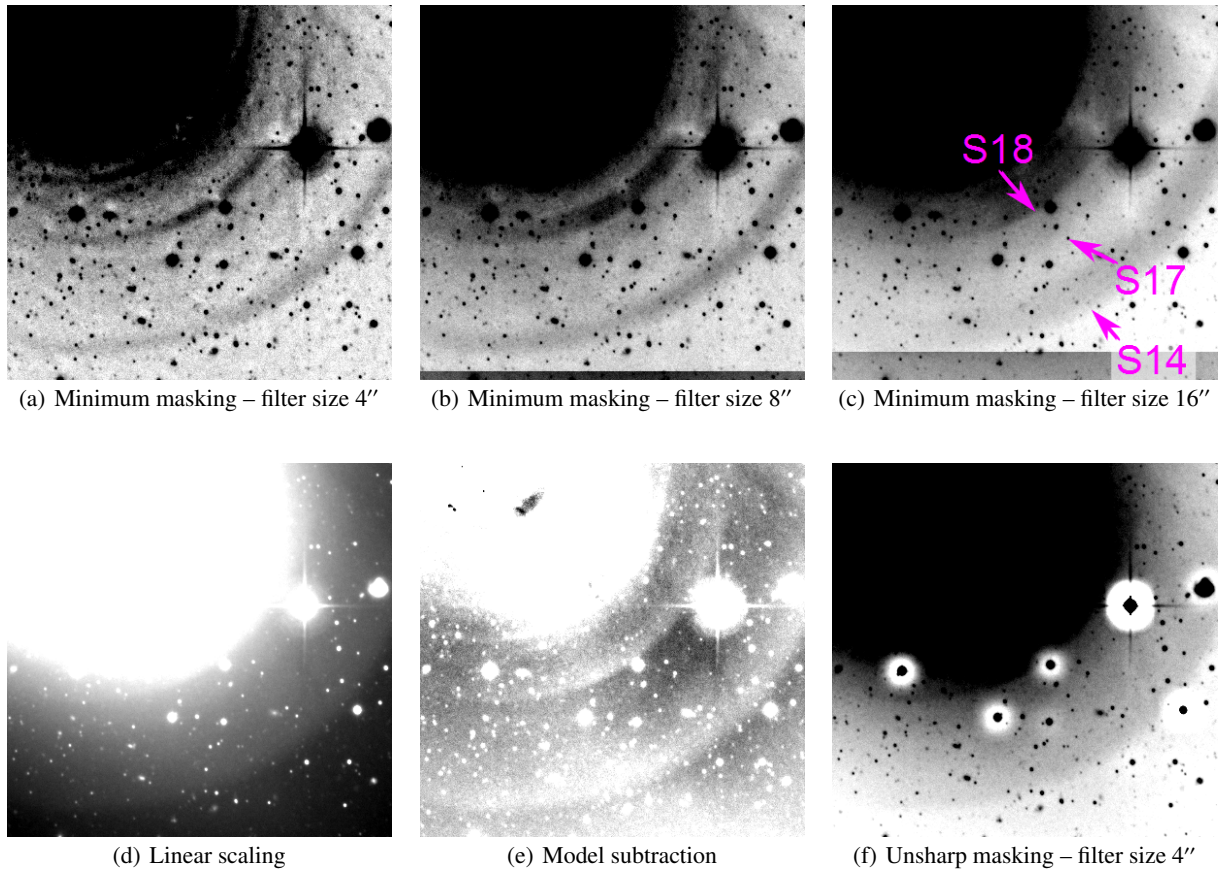 S18
S17
S14
(a) Minimum masking – filter size 4″
(b) Minimum masking – filter size 8″
(c) Minimum masking – filter size 16″
(d) Linear scaling
(e) Model subtraction
(f) Unsharp masking – filter size 4″